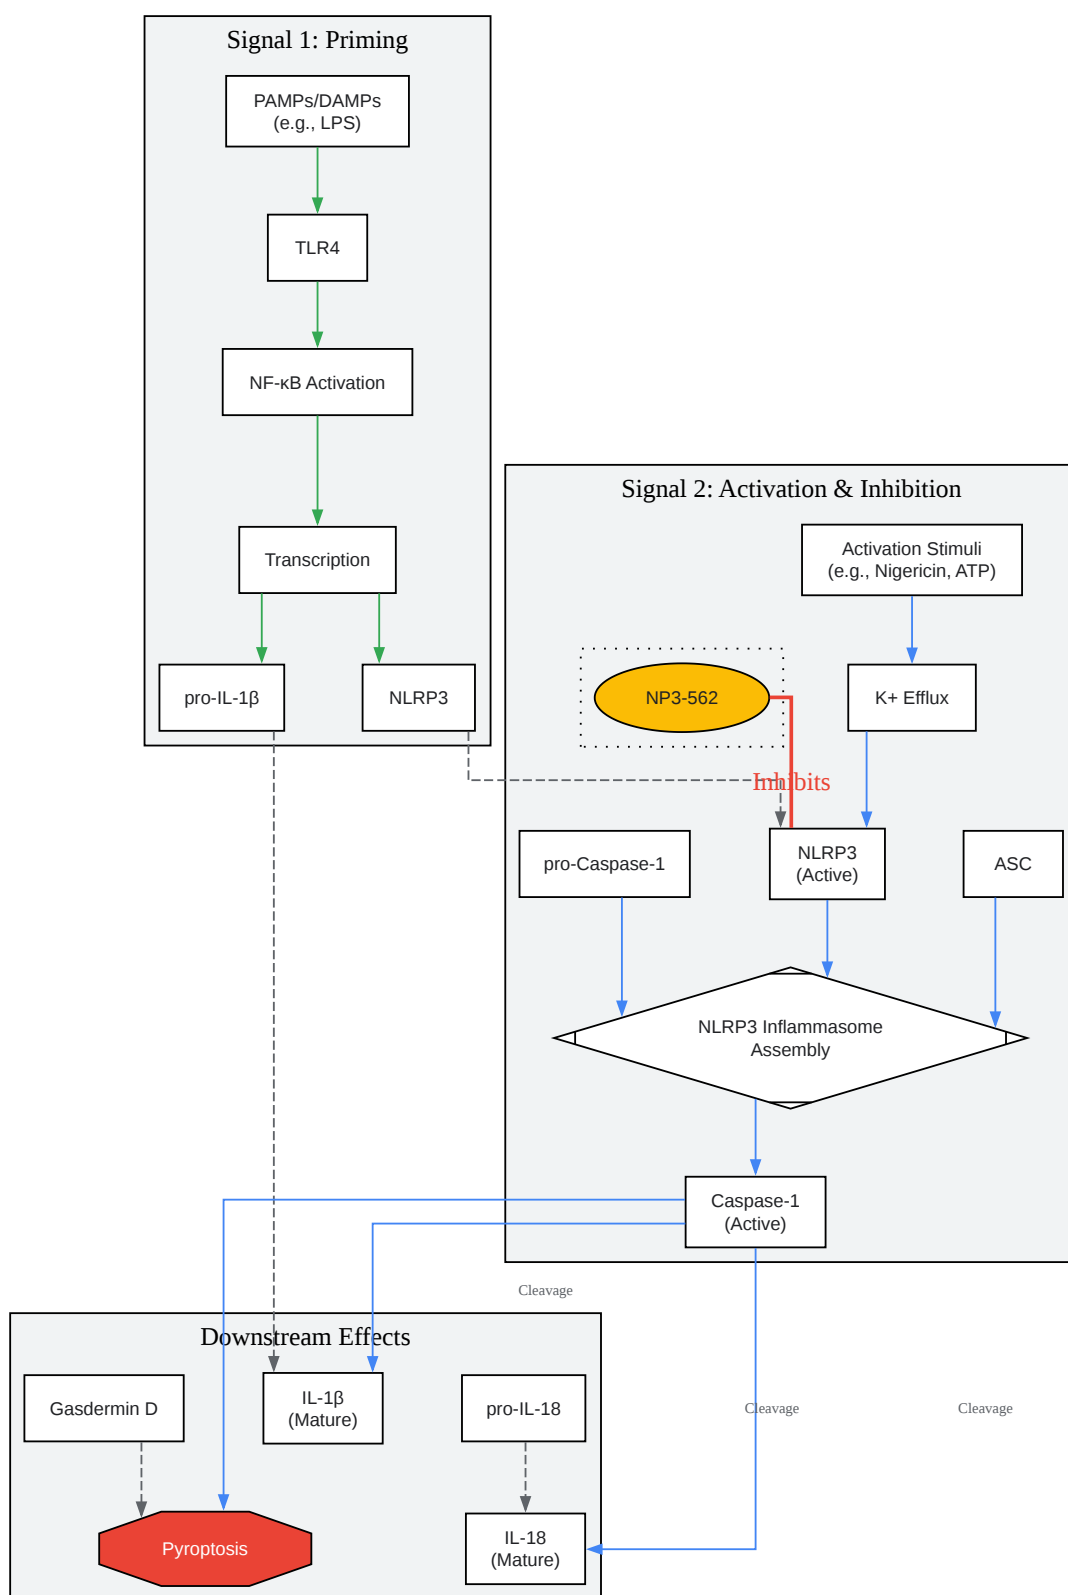 Signal 1: Priming
PAMPs/DAMPs
(e.g., LPS)
TLR4
NF-κB Activation
Transcription
pro-IL-1β
NLRP3
Signal 2: Activation & Inhibition
Activation Stimuli
(e.g., Nigericin, ATP)
NP3-562
K+ Efflux
Inhibits
pro-Caspase-1
NLRP3
(Active)
ASC
NLRP3 Inflammasome
Assembly
Caspase-1
(Active)
Cleavage
Downstream Effects
Gasdermin D
IL-1β
(Mature)
pro-IL-18
Cleavage
Cleavage
Pyroptosis
IL-18
(Mature)